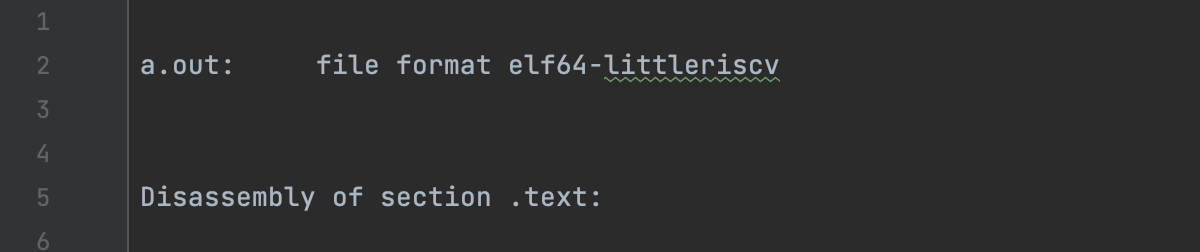 1
2 a.out:     file format elf64-littleriscv
3
4
5 Disassembly of section .text:
6